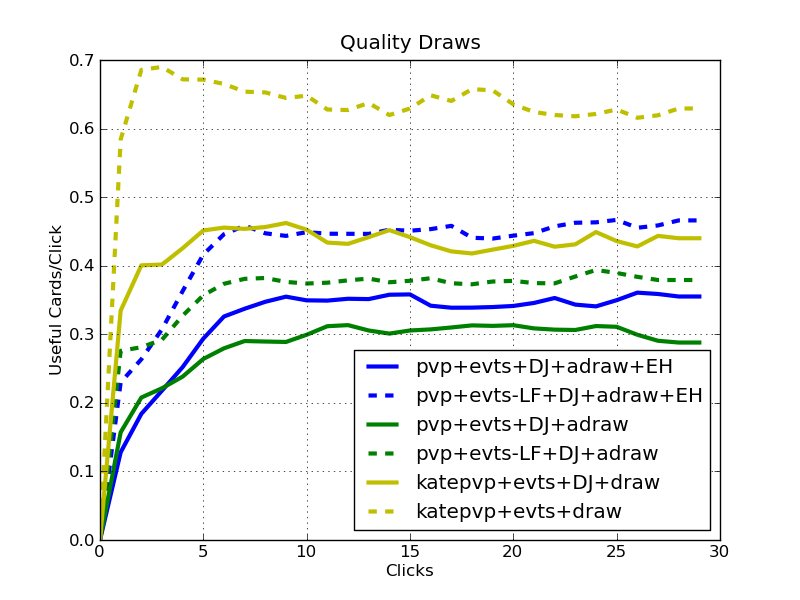 Quality Draws
0.7
0.6
0.5
0.4
0.3
0.2
0.1
0.0
Useful Cards/Click
pvp+evts+DJ+adraw+EH
pvp+evts-LF+DJ+adraw+EH
pvp+evts+DJ+adraw
pvp+evts-LF+DJ+adraw
katepvp+evts+DJ+draw
katepvp+evts+draw
0 5 10 15 20 25 30
Clicks